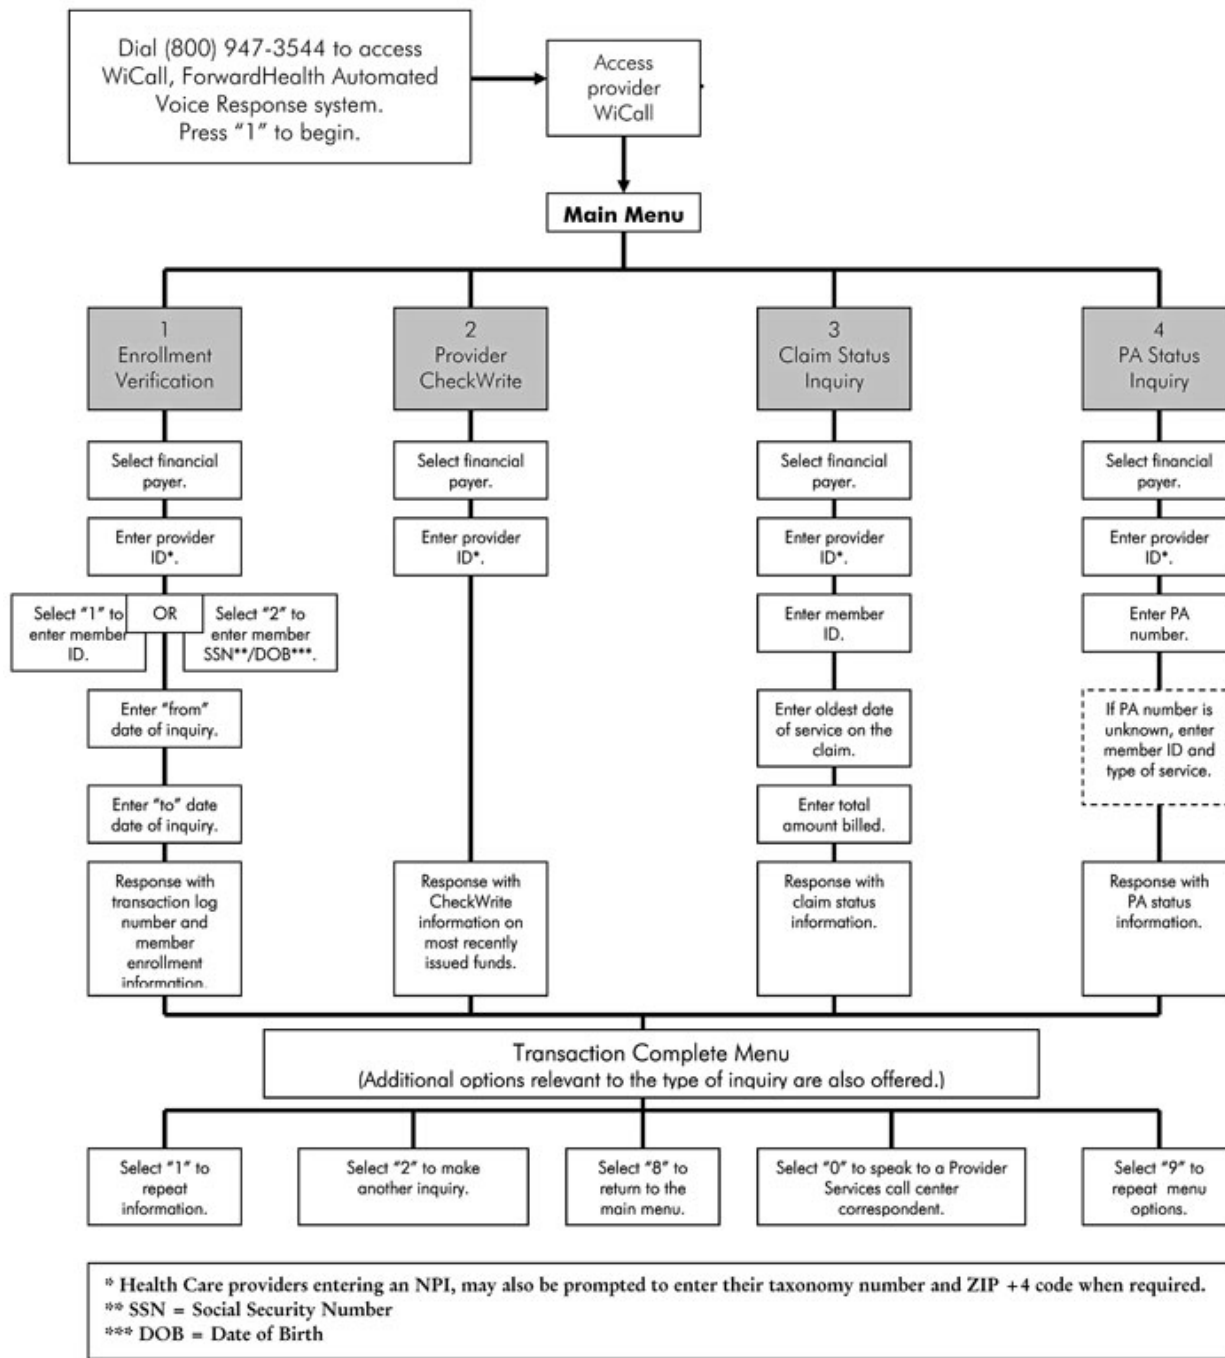 Dial (800) 947-3544 to access
WiCall, ForwardHealth Automated
Voice Response system.
Press "1" to begin.
Access
provider
WiCall
Main Menu
1
Enrollment
Verification
2
Provider
CheckWrite
3
Claim Status
Inquiry
4
PA Status
Inquiry
Select financial
payer.
Select financial
payer.
Select financial
payer.
Select financial
payer.
Enter provider
ID*.
Enter provider
ID*.
Enter provider
ID*.
Enter provider
ID*.
Select "1" to
enter member
ID.
OR
Select "2" to
enter member
SSN**/DOB***.
Enter member
ID.
Enter PA
number.
Enter "from"
date of inquiry.
Enter oldest date
of service on the
claim.
If PA number is
unknown, enter
member ID and
type of service.
Enter "to" date
date of inquiry.
Enter total
amount billed.
Response with
transaction log
number and
member
enrollment
information.
Response with
CheckWrite
information on
most recently
issued funds.
Response with
claim status
information.
Response with
PA status
information.
Transaction Complete Menu
(Additional options relevant to the type of inquiry are also offered.)
Select "1" to
repeat
information.
Select "2" to make
another inquiry.
Select "8" to
return to the
main menu.
Select "0" to speak to a Provider
Services call center
correspondent.
Select "9" to
repeat menu
options.
* Health Care providers entering an NPI, may also be prompted to enter their taxonomy number and ZIP +4 code when required.
** SSN = Social Security Number
*** DOB = Date of Birth